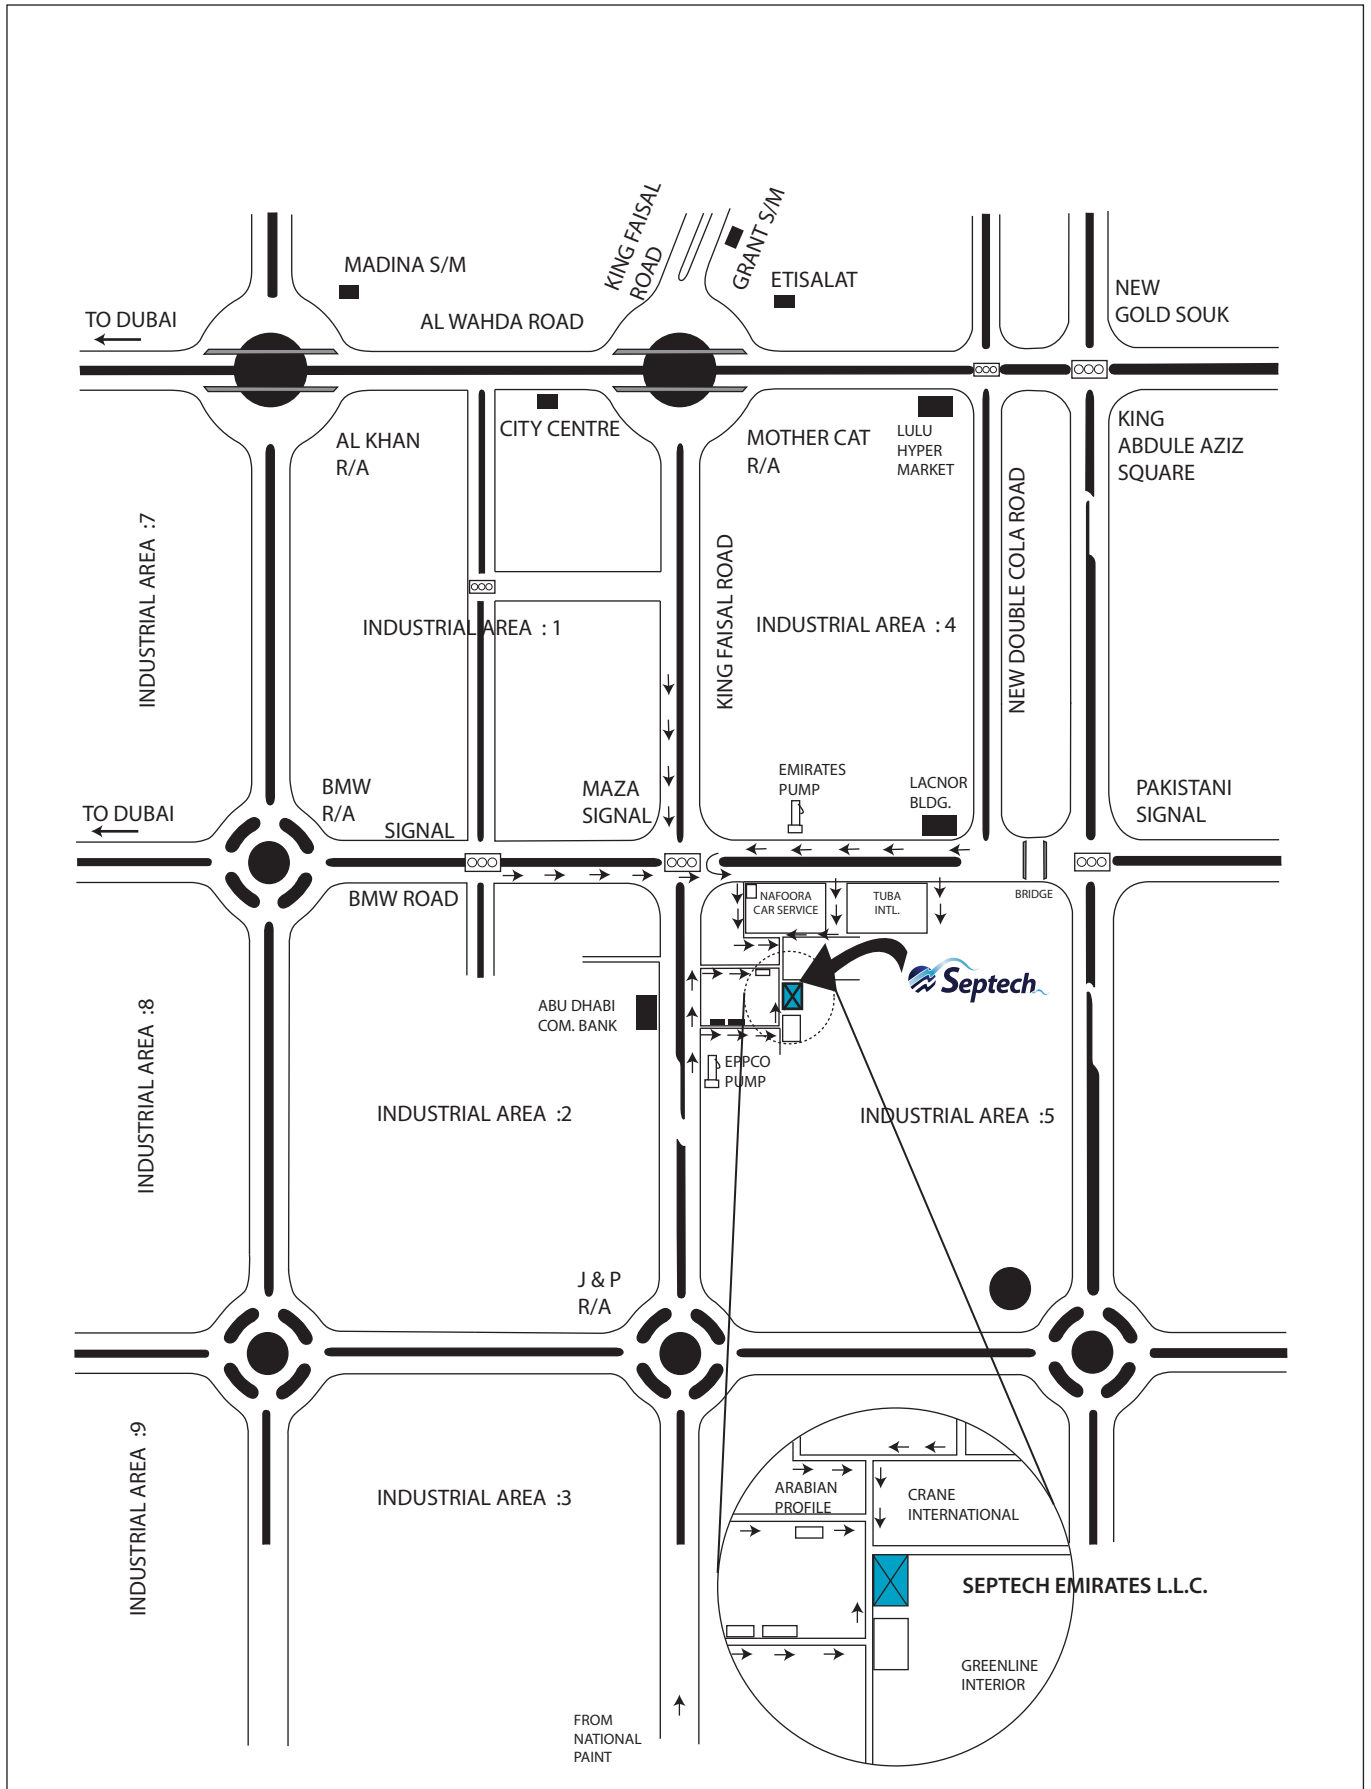 KING FAISAL
ROAD
GRANT S/M
MADINA S/M
ETISALAT
NEW
GOLD SOUK
TO DUBAI
AL WAHDA ROAD
CITY CENTRE
AL KHAN
R/A
MOTHER CAT
R/A
LULU
HYPER
MARKET
KING
ABDULE AZIZ
SQUARE
INDUSTRIAL AREA :7
KING FAISAL ROAD
NEW DOUBLE COLA ROAD
INDUSTRIAL AREA : 1
INDUSTRIAL AREA : 4
EMIRATES
PUMP
LACNOR
BLDG.
BMW
R/A
MAZA
SIGNAL
PAKISTANI
SIGNAL
TO DUBAI
SIGNAL
BMW ROAD
NAFOORA
CAR SERVICE
TUBA
INTL.
BRIDGE
Septech
ABU DHABI
COM. BANK
EPPCO
PUMP
INDUSTRIAL AREA :8
INDUSTRIAL AREA :2
INDUSTRIAL AREA :5
J & P
R/A
INDUSTRIAL AREA :9
INDUSTRIAL AREA :3
ARABIAN
PROFILE
CRANE
INTERNATIONAL
SEPTECH EMIRATES L.L.C.
GREENLINE
INTERIOR
FROM
NATIONAL
PAINT